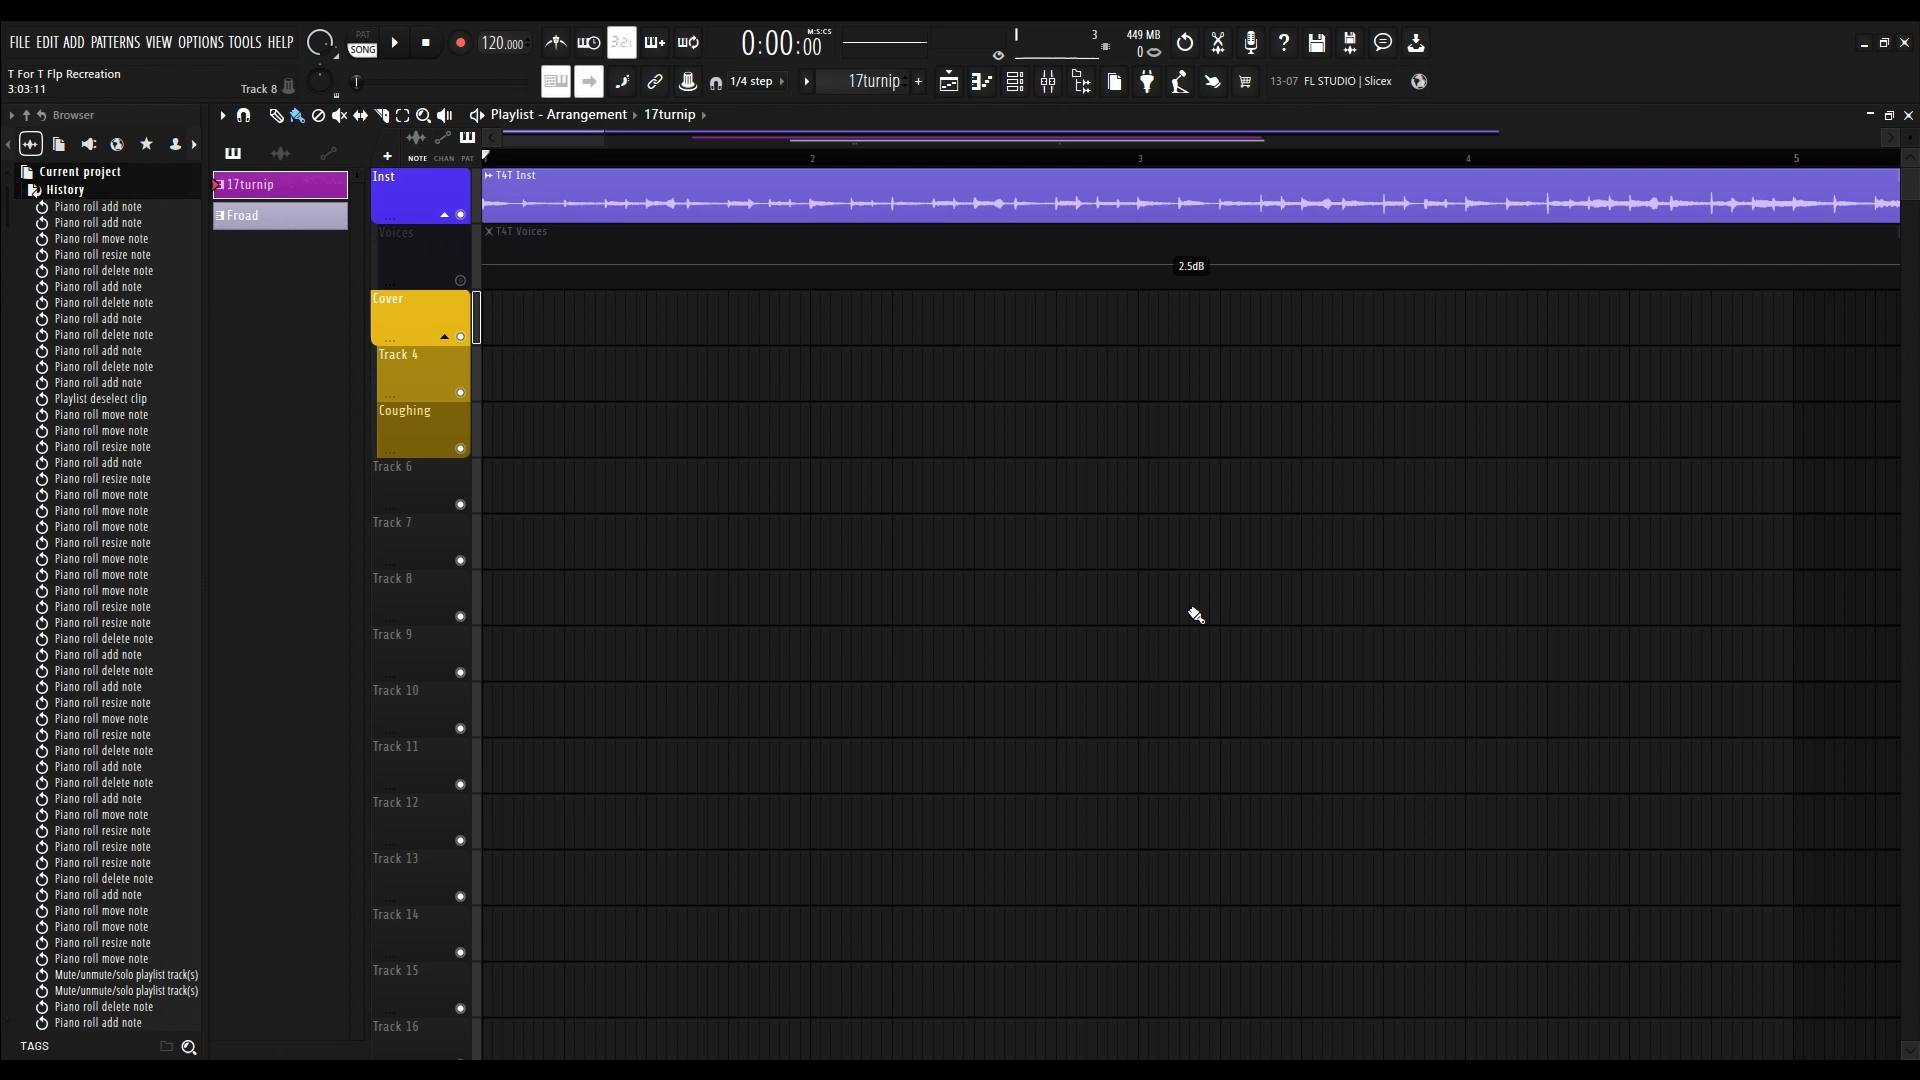 FILE EDIT ADD PATTERNS VIEW OPTIONS TOOLS HELP
PAT
SONG
120.000
3.2.
0:00:00
M:S:CS
3
449 MB
0
T For T Flp Recreation
3:03:11
Track 8
1/4 step
17turnip
13-07 FL STUDIO | Slicex
Browser
Playlist - Arrangement
17turnip
NOTE CHAN PAT
2
3
4
5
Current project
History
Piano roll add note
Piano roll add note
Piano roll move note
Piano roll resize note
Piano roll delete note
Piano roll add note
Piano roll delete note
Piano roll add note
Piano roll delete note
Piano roll add note
Piano roll delete note
Piano roll add note
Playlist deselect clip
Piano roll move note
Piano roll move note
Piano roll resize note
Piano roll add note
Piano roll resize note
Piano roll move note
Piano roll move note
Piano roll move note
Piano roll resize note
Piano roll move note
Piano roll move note
Piano roll move note
Piano roll resize note
Piano roll resize note
Piano roll delete note
Piano roll add note
Piano roll delete note
Piano roll add note
Piano roll resize note
Piano roll move note
Piano roll resize note
Piano roll delete note
Piano roll add note
Piano roll delete note
Piano roll add note
Piano roll move note
Piano roll resize note
Piano roll resize note
Piano roll resize note
Piano roll delete note
Piano roll add note
Piano roll move note
Piano roll move note
Piano roll resize note
Piano roll move note
Mute/unmute/solo playlist track(s)
Mute/unmute/solo playlist track(s)
Piano roll delete note
Piano roll add note
TAGS
17turnip
Froad
Inst
T4T Inst
Voices
T4T Voices
2.5dB
Cover
Track 4
Coughing
Track 6
Track 7
Track 8
Track 9
Track 10
Track 11
Track 12
Track 13
Track 14
Track 15
Track 16